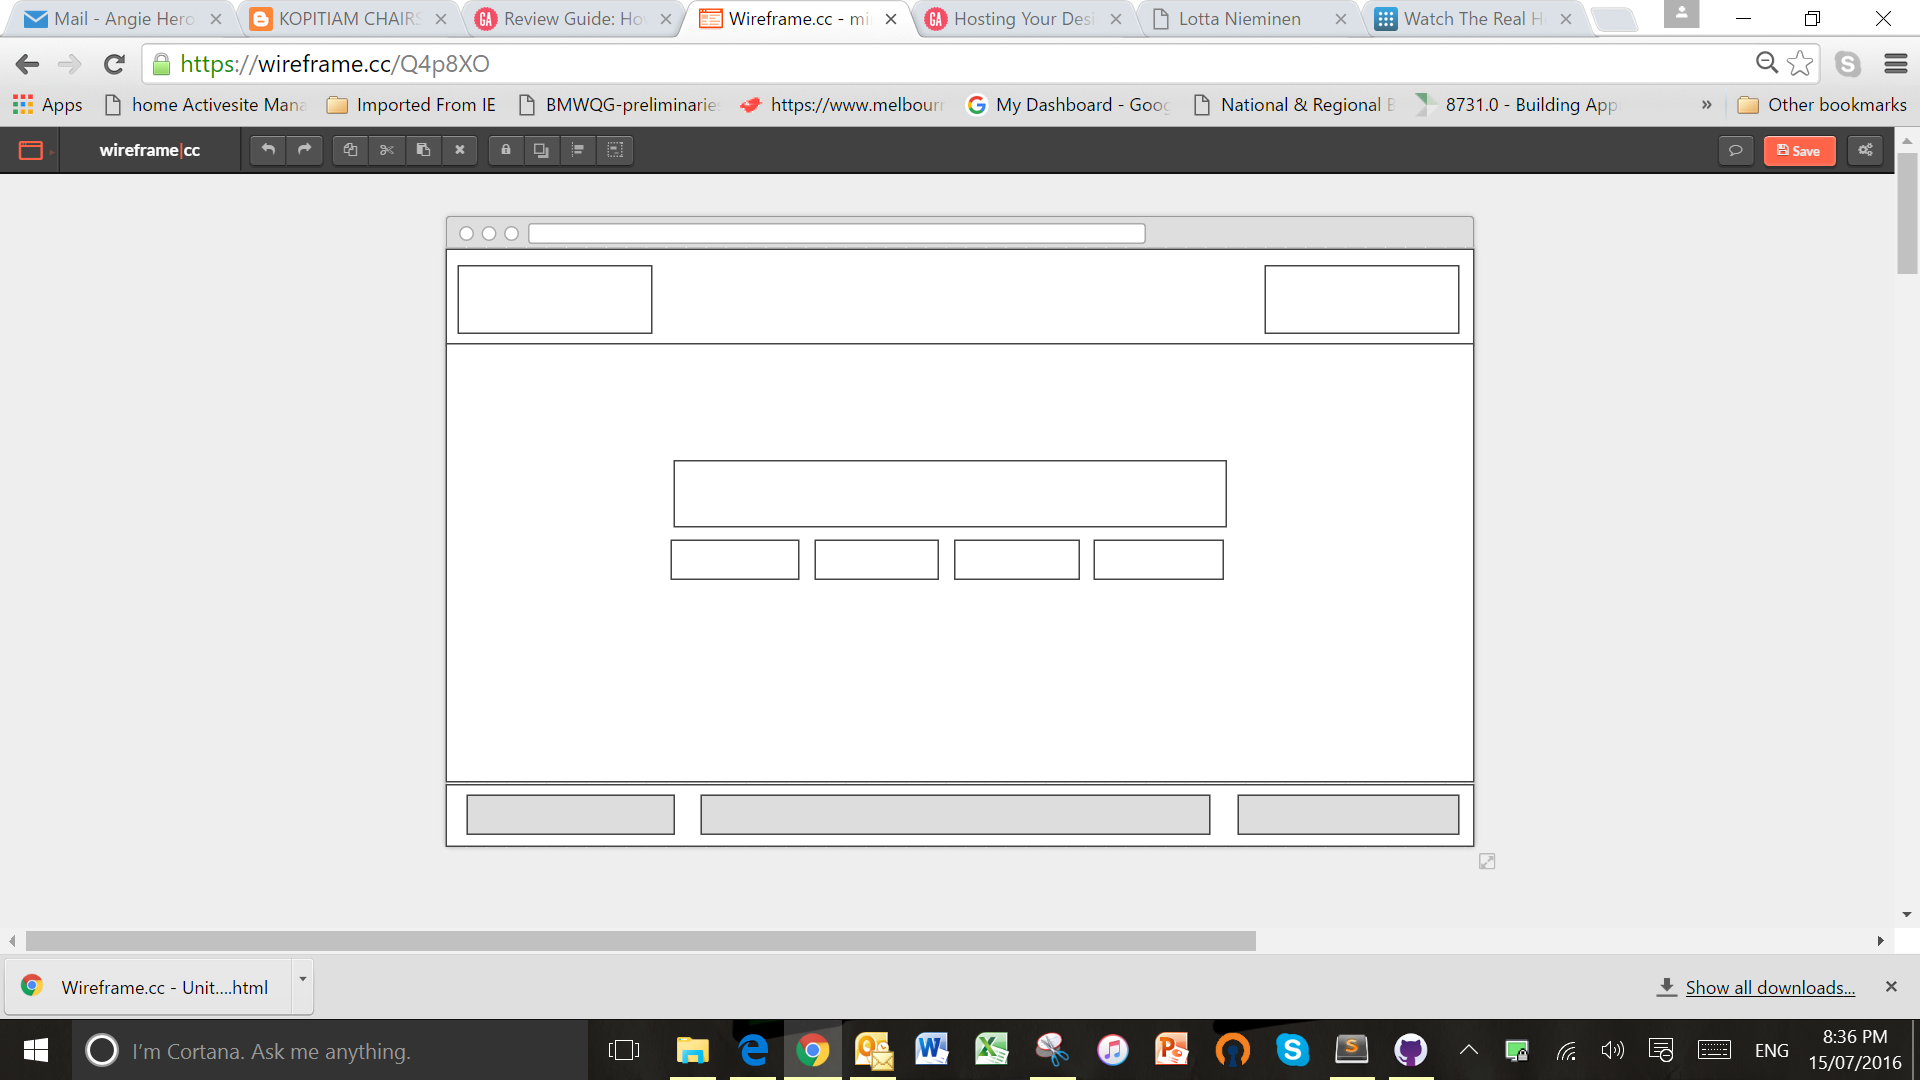 Mail - Angie Hero
KOPITIAM CHAIRS
Review Guide: Ho
Wireframe.cc - mi
Hosting Your Desi
Lotta Nieminen
Watch The Real H
https://wireframe.cc/Q4p8XO
Apps
home Activesite Mana
Imported From IE
BMWQG-preliminarie
https://www.melbourr
My Dashboard - Goog
National & Regional B
8731.0 - Building App
»
Other bookmarks
wireframe|cc
Save
Wireframe.cc - Unit....html
Show all downloads...
I'm Cortana. Ask me anything.
ENG
8:36 PM
15/07/2016